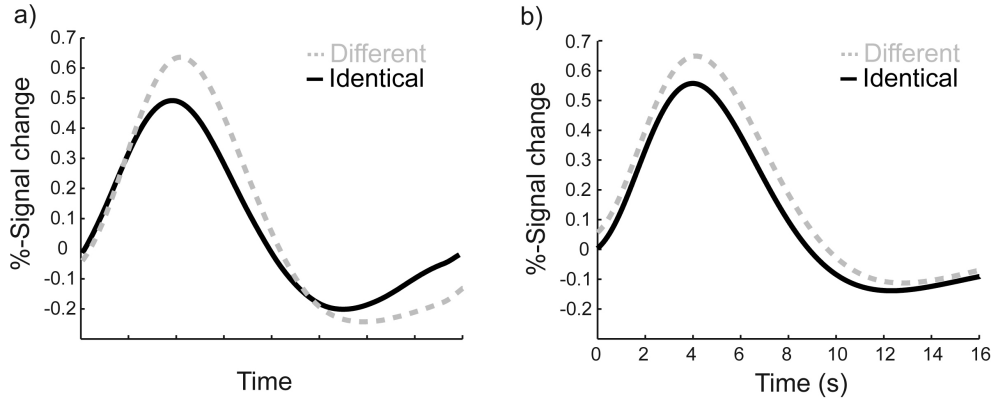 a)
%-Signal change
0.7
0.6
0.5
0.4
0.3
0.2
0.1
0
-0.1
-0.2
Different
Identical
Time
b)
%-Signal change
0.7
0.6
0.5
0.4
0.3
0.2
0.1
0
-0.1
-0.2
Different
Identical
0 2 4 6 8 10 12 14 16
Time (s)